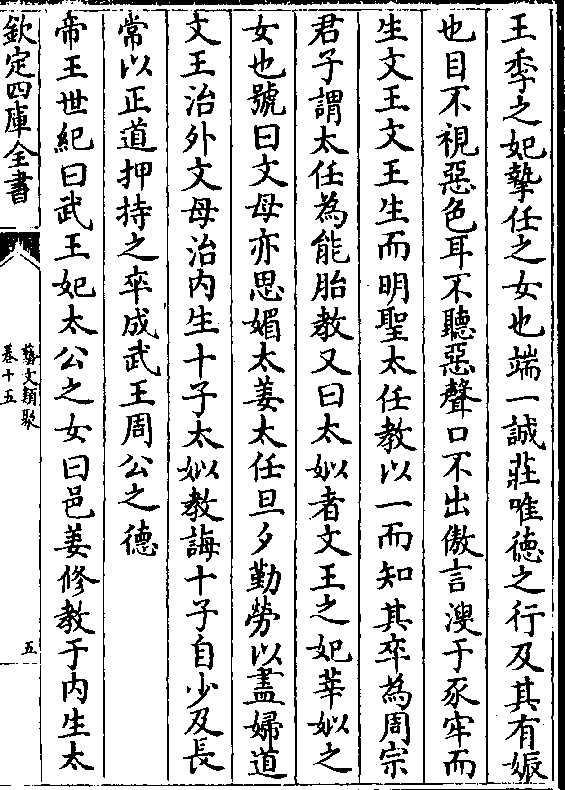 王季之妃摯任之女也端一誠莊唯徳之行及其有娠
也目不視惡色耳不聽惡聲口不出傲言溲于豕牢而
生文王文王生而明聖太任教以一而知其卒為周宗
君子謂太任為能胎教又曰太姒者文王之妃莘姒之
女也號曰文母亦思媚太姜太任旦夕勤勞以盡婦道
文王治外文母治内生十子太姒教誨十子自少及長
常以正道押持之卒成武王周公之德
帝王世紀曰武王妃太公之女曰邑姜修教于内生太
欽定四庫全書
藝文類聚
卷十五
五